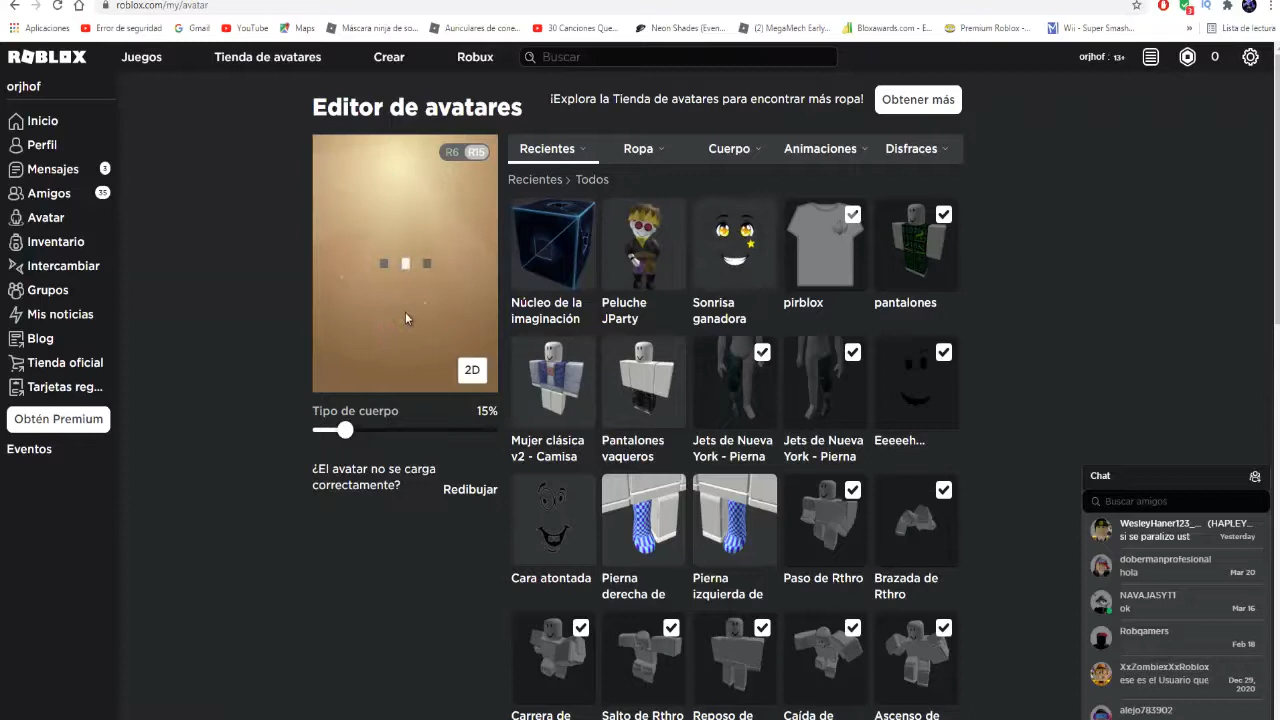 roblox.com/my/avatar
Aplicaciones Error de seguridad Gmail YouTube Maps Máscara ninja de so... Auriculares de cone... 30 Canciones Que... Neon Shades (Even... (2) MegaMech Early... Bloxawards.com - E... Premium Roblox -... Wii - Super Smash... » Lista de lectura
ROBLOX Juegos Tienda de avatares Crear Robux Buscar orjhof : 13+ 0
orjhof
Inicio
Perfil
Mensajes 3
Amigos 35
Avatar
Inventario
Intercambiar
Grupos
Mis noticias
Blog
Tienda oficial
Tarjetas reg...
Obtén Premium
Eventos
Editor de avatares
¡Explora la Tienda de avatares para encontrar más ropa! Obtener más
R6 R15
2D
Tipo de cuerpo 15%
¿El avatar no se carga
correctamente?
Redibujar
Recientes Ropa Cuerpo Animaciones Disfraces
Recientes > Todos
Núcleo de la
imaginación
Peluche
JParty
Sonrisa
ganadora
pirblox
pantalones
Mujer clásica
v2 - Camisa
Pantalones
vaqueros
Jets de Nueva
York - Pierna
Jets de Nueva
York - Pierna
Eeeeeh...
Cara atontada
Pierna
derecha de
Pierna
izquierda de
Paso de Rthro
Brazada de
Rthro
Carrera de
Salto de Rthro
Reposo de
Caída de
Ascenso de
Chat
Buscar amigos
WesleyHaner123_... (HAPLEY...
si se paralizo ust Yesterday
dobermanprofesional
hola Mar 20
NAVAJASYT1
ok Mar 16
Robqamers
Feb 18
XxZombiexXxRoblox
ese es el Usuario que Dec 29, 2020
alejo783902